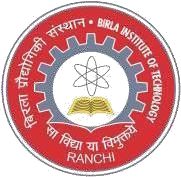 बिरला प्रौद्योगिकी संस्थान • BIRLA INSTITUTE OF TECHNOLOGY
सा विद्या या विमुक्तये
RANCHI